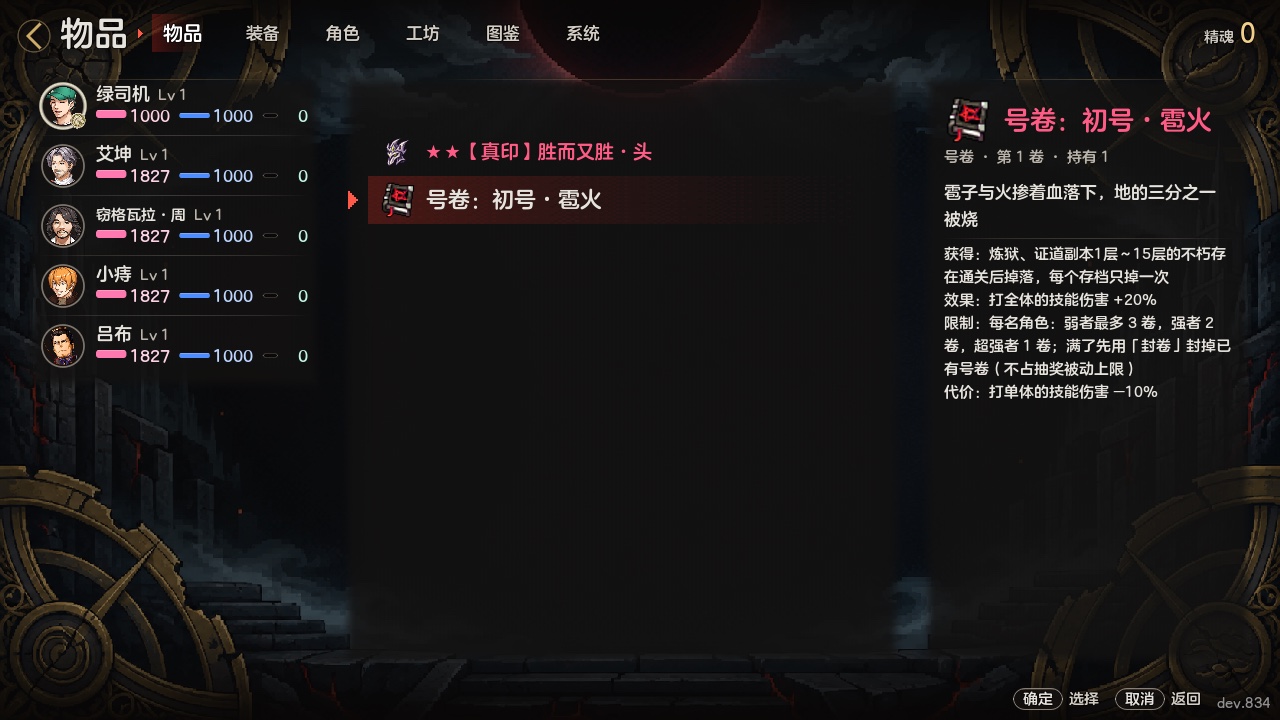 物品 物品 装备 角色 工坊 图鉴 系统 精魂 0
绿司机 Lv 1
1000 1000 0
艾坤 Lv 1
1827 1000 0
窃格瓦拉·周 Lv 1
1827 1000 0
小痔 Lv 1
1827 1000 0
吕布 Lv 1
1827 1000 0
★★【真印】胜而又胜·头
号卷：初号·雹火
号卷：初号·雹火
号卷 · 第 1 卷 · 持有 1
雹子与火掺着血落下，地的三分之一
被烧
获得：炼狱、证道副本1层~15层的不朽存
在通关后掉落，每个存档只掉一次
效果：打全体的技能伤害 +20%
限制：每名角色：弱者最多 3 卷，强者 2
卷，超强者 1 卷；满了先用「封卷」封掉已
有号卷（不占抽奖被动上限）
代价：打单体的技能伤害 −10%
确定 选择 取消 返回 dev.834